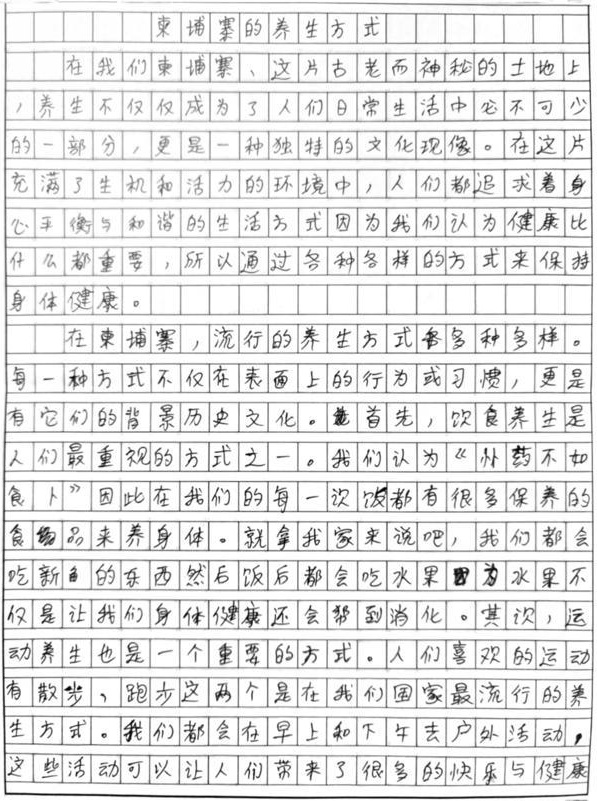 柬埔寨的养生方式
在我们柬埔寨、这片古老而神秘的土地上
，养生不仅仅成为了人们日常生活中必不可少
的一部分，更是一种独特的文化现像。在这片
充满了生机和活力的环境中，人们都追求着身
心平衡与和谐的生活方式因为我们认为健康比
什么都重要，所以通过各种各样的方式来保持
身体健康。
在柬埔寨，流行的养生方式多种多样。
每一种方式不仅在表面上的行为或习惯，更是
有它们的背景历史文化。首先，饮食养生是
人们最重视的方式之一。我们认为“补药不如
食卜”因此在我们的每一次饭都有很多保养的
食品来养身体。就拿我家来说吧，我们都会
吃新的东西然后饭后都会吃水果因为水果不
仅是让我们身体健康还会帮到消化。其次，运
动养生也是一个重要的方式。人们喜欢的运动
有散步、跑步这两个是在我们国家最流行的养
生方式。我们都会在早上和下午去户外活动，
这些活动可以让人们带来了很多的快乐与健康